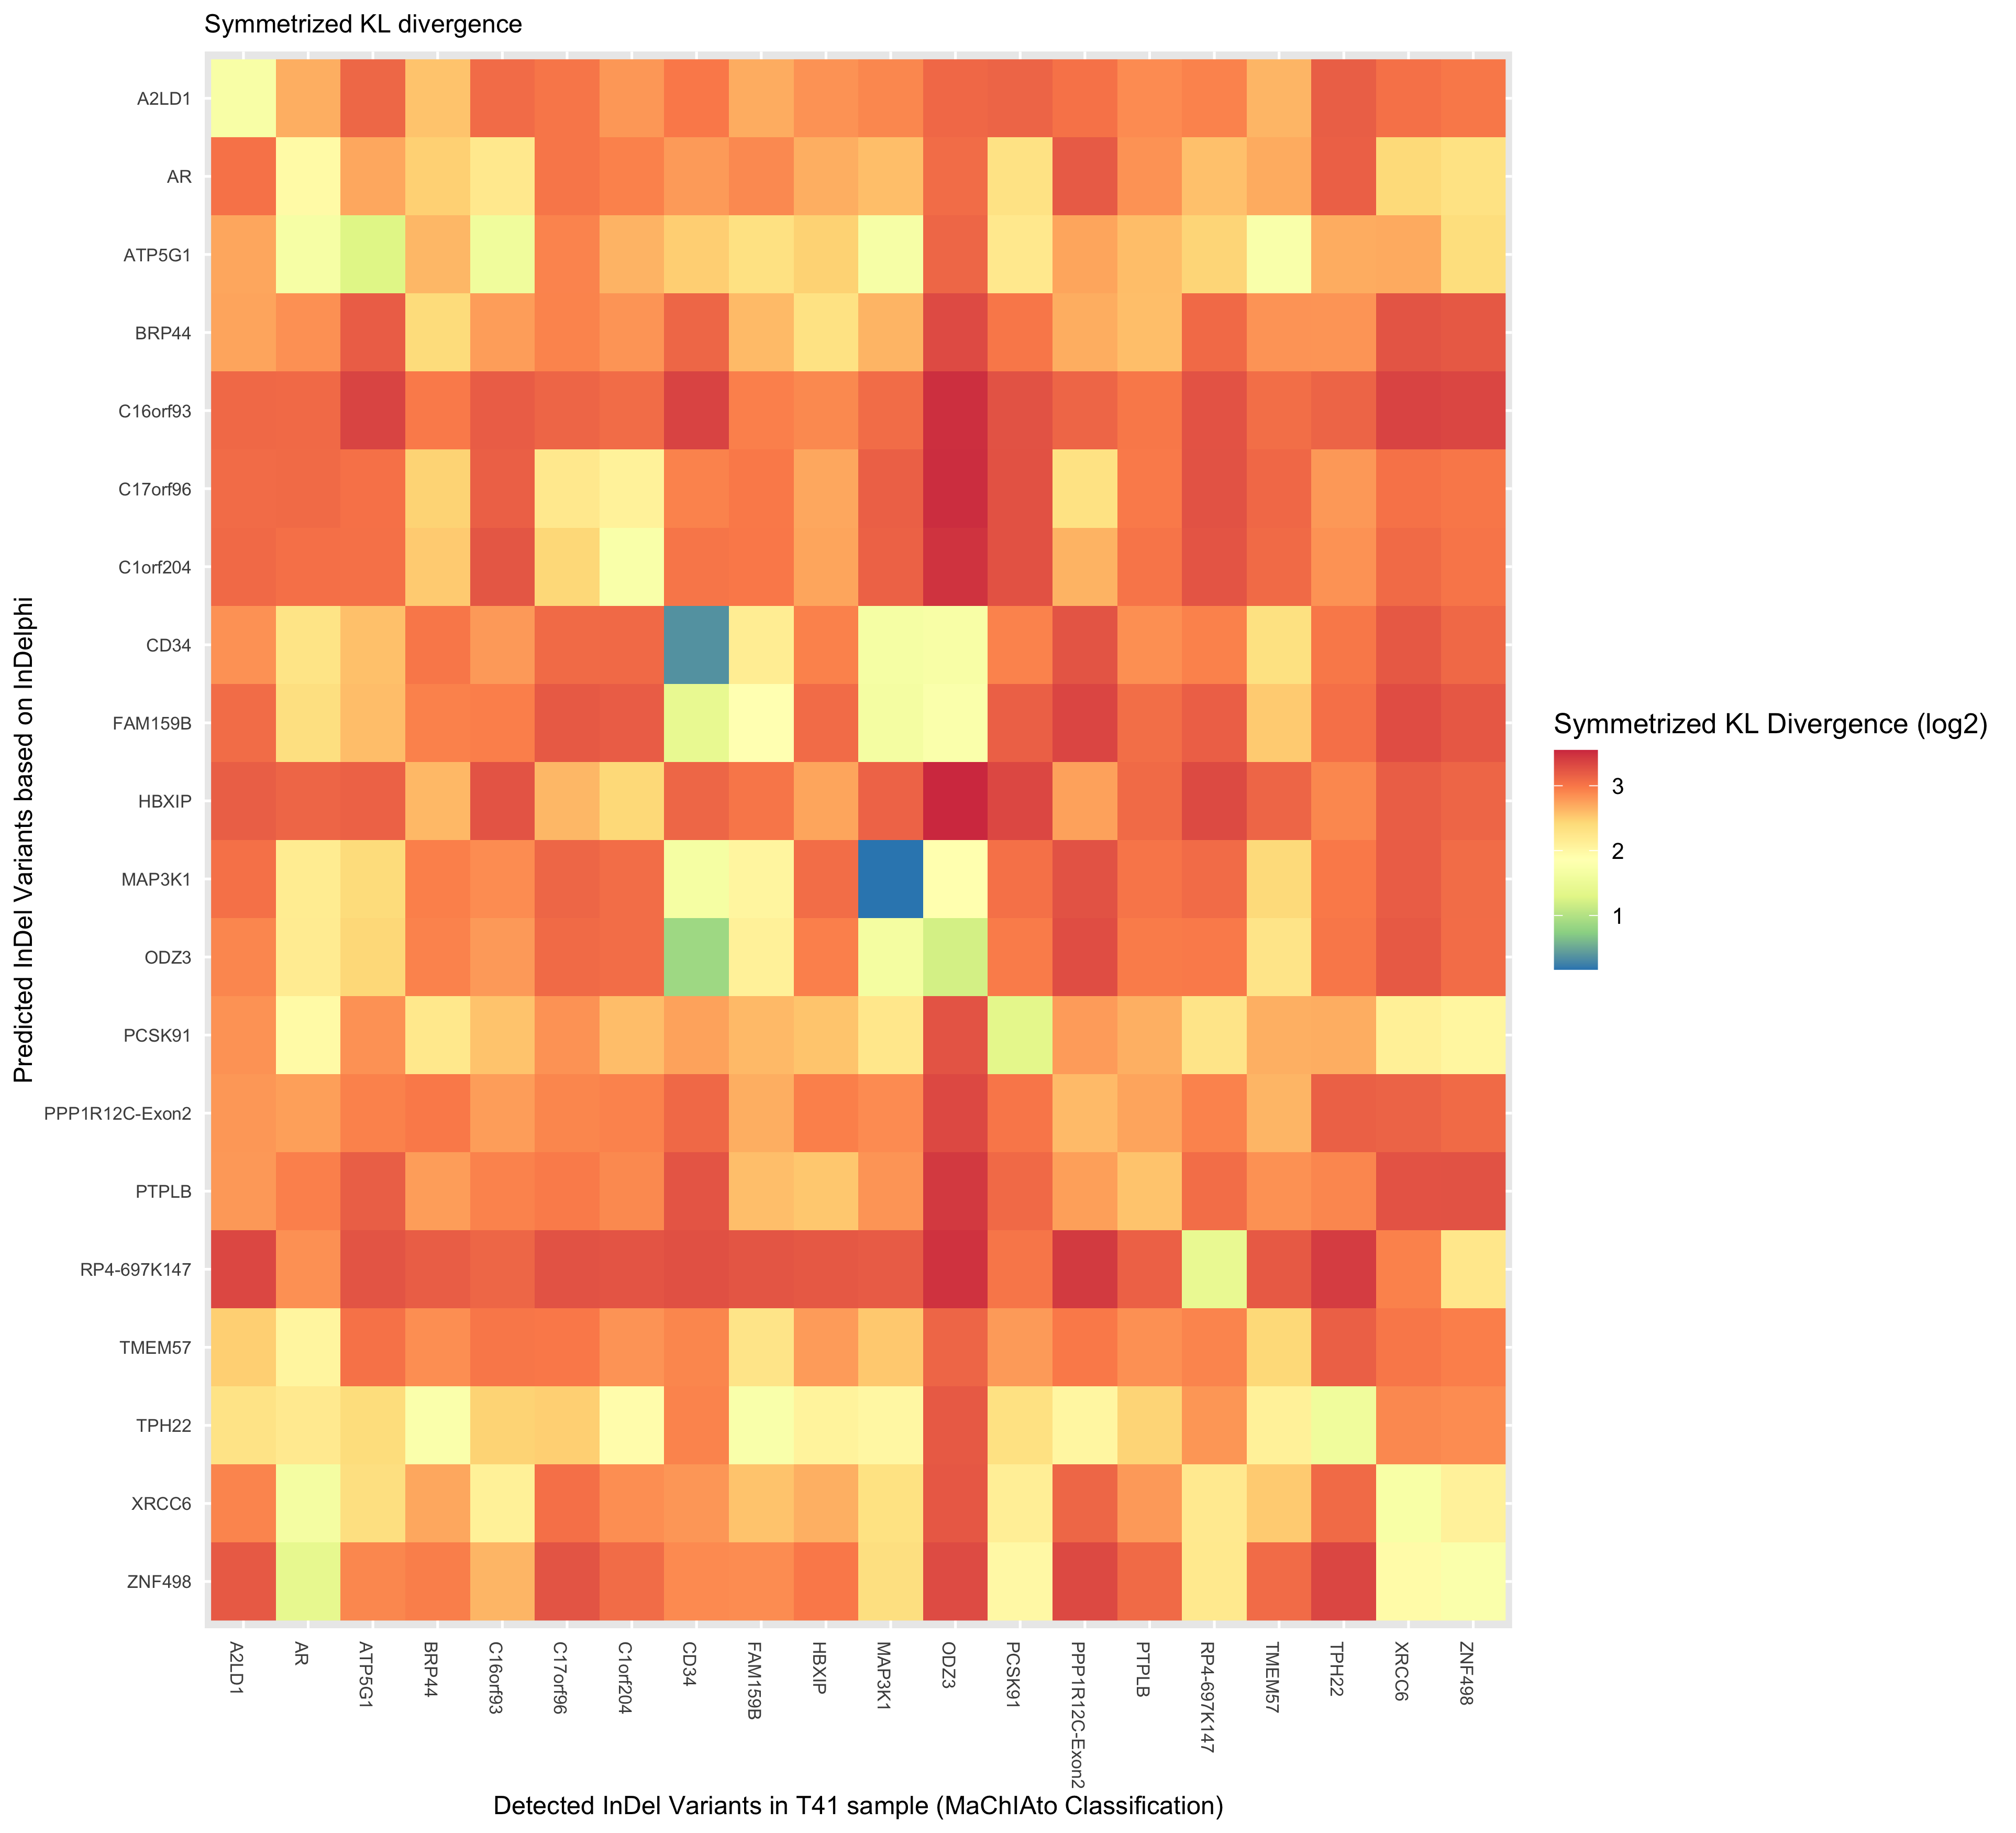 Symmetrized KL divergence
Predicted InDel Variants based on InDelphi
A2LD1
AR
ATP5G1
BRP44
C16orf93
C17orf96
C1orf204
CD34
FAM159B
HBXIP
MAP3K1
ODZ3
PCSK91
PPP1R12C-Exon2
PTPLB
RP4-697K147
TMEM57
TPH22
XRCC6
ZNF498
A2LD1
AR
ATP5G1
BRP44
C16orf93
C17orf96
C1orf204
CD34
FAM159B
HBXIP
MAP3K1
ODZ3
PCSK91
PPP1R12C-Exon2
PTPLB
RP4-697K147
TMEM57
TPH22
XRCC6
ZNF498
Detected InDel Variants in T41 sample (MaChIAto Classification)
Symmetrized KL Divergence (log2)
3
2
1